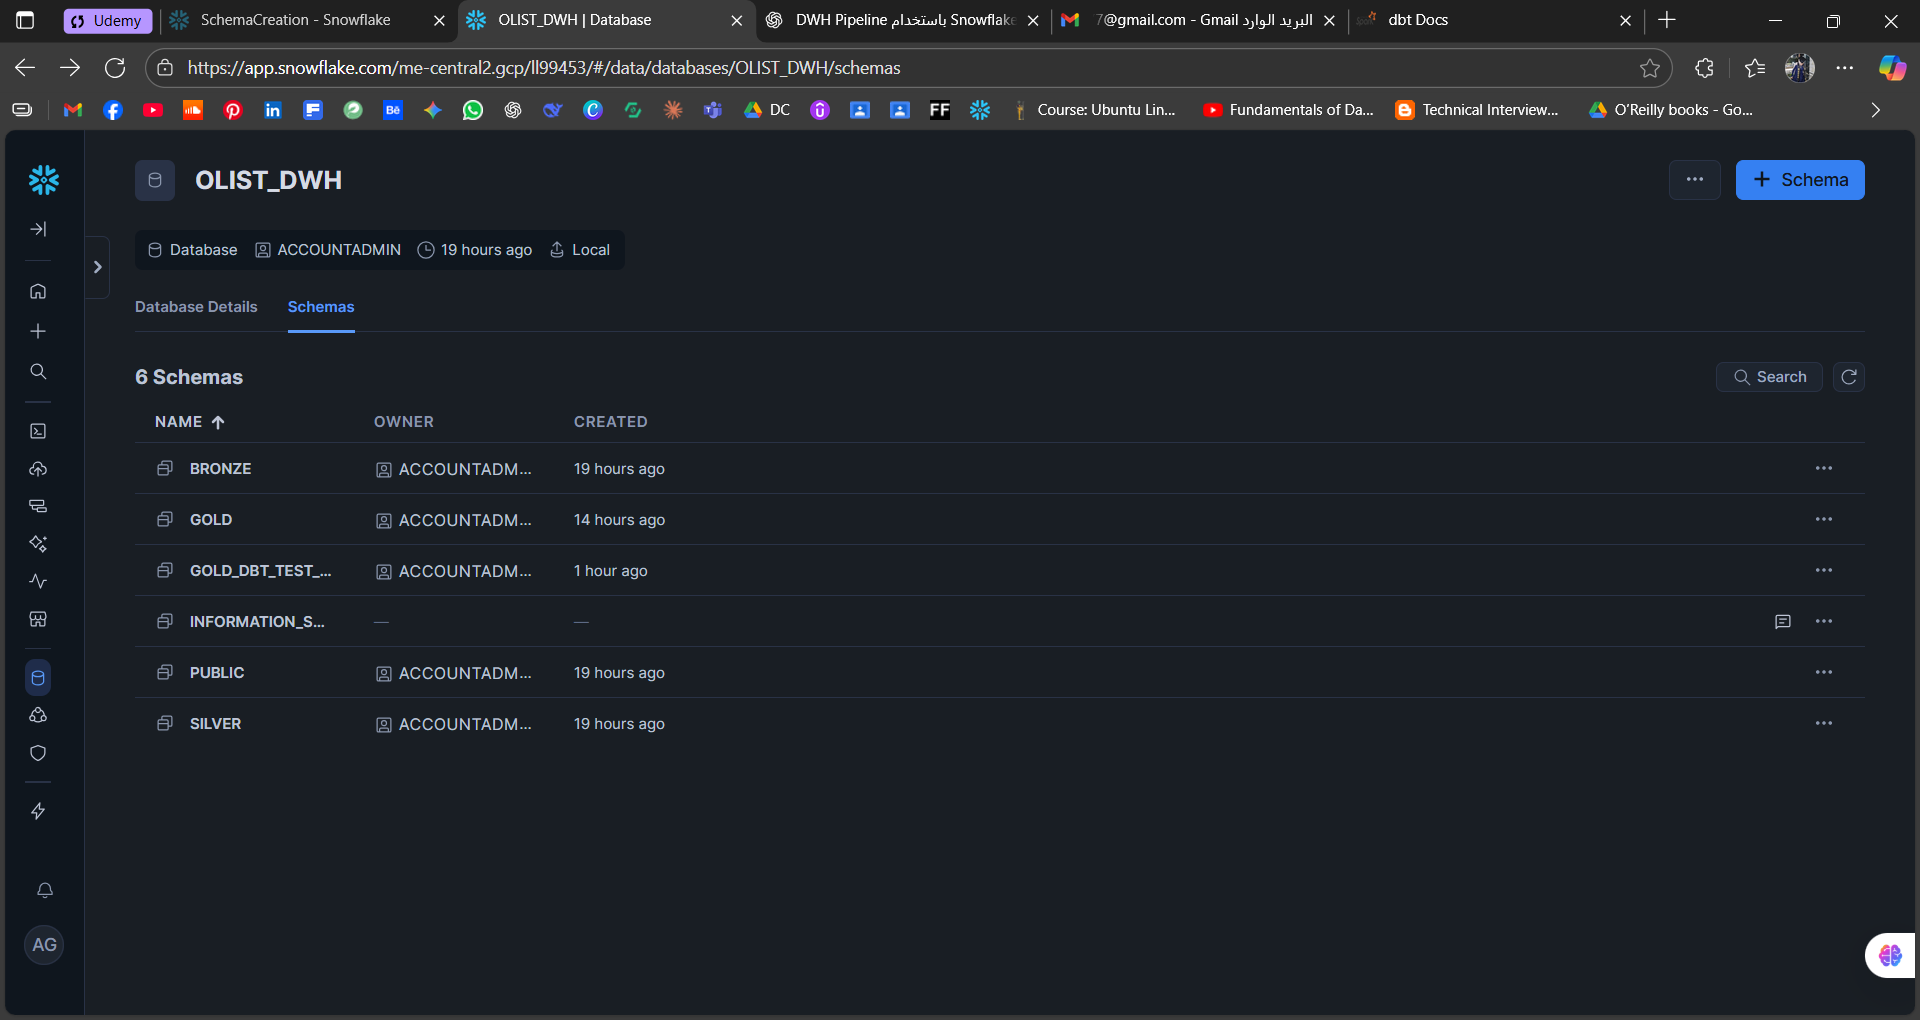 Udemy
SchemaCreation - Snowflake
OLIST_DWH | Database
DWH Pipeline باستخدام Snowflake
7@gmail.com - Gmail البريد الوارد
dbt Docs
https://app.snowflake.com/me-central2.gcp/ll99453/#/data/databases/OLIST_DWH/schemas
DC
FF
Course: Ubuntu Lin...
Fundamentals of Da...
Technical Interview...
O'Reilly books - Go...
OLIST_DWH
... + Schema
Database ACCOUNTADMIN 19 hours ago Local
Database Details Schemas
6 Schemas
Search
NAME OWNER CREATED
BRONZE ACCOUNTADM... 19 hours ago
GOLD ACCOUNTADM... 14 hours ago
GOLD_DBT_TEST_... ACCOUNTADM... 1 hour ago
INFORMATION_S... — —
PUBLIC ACCOUNTADM... 19 hours ago
SILVER ACCOUNTADM... 19 hours ago
AG